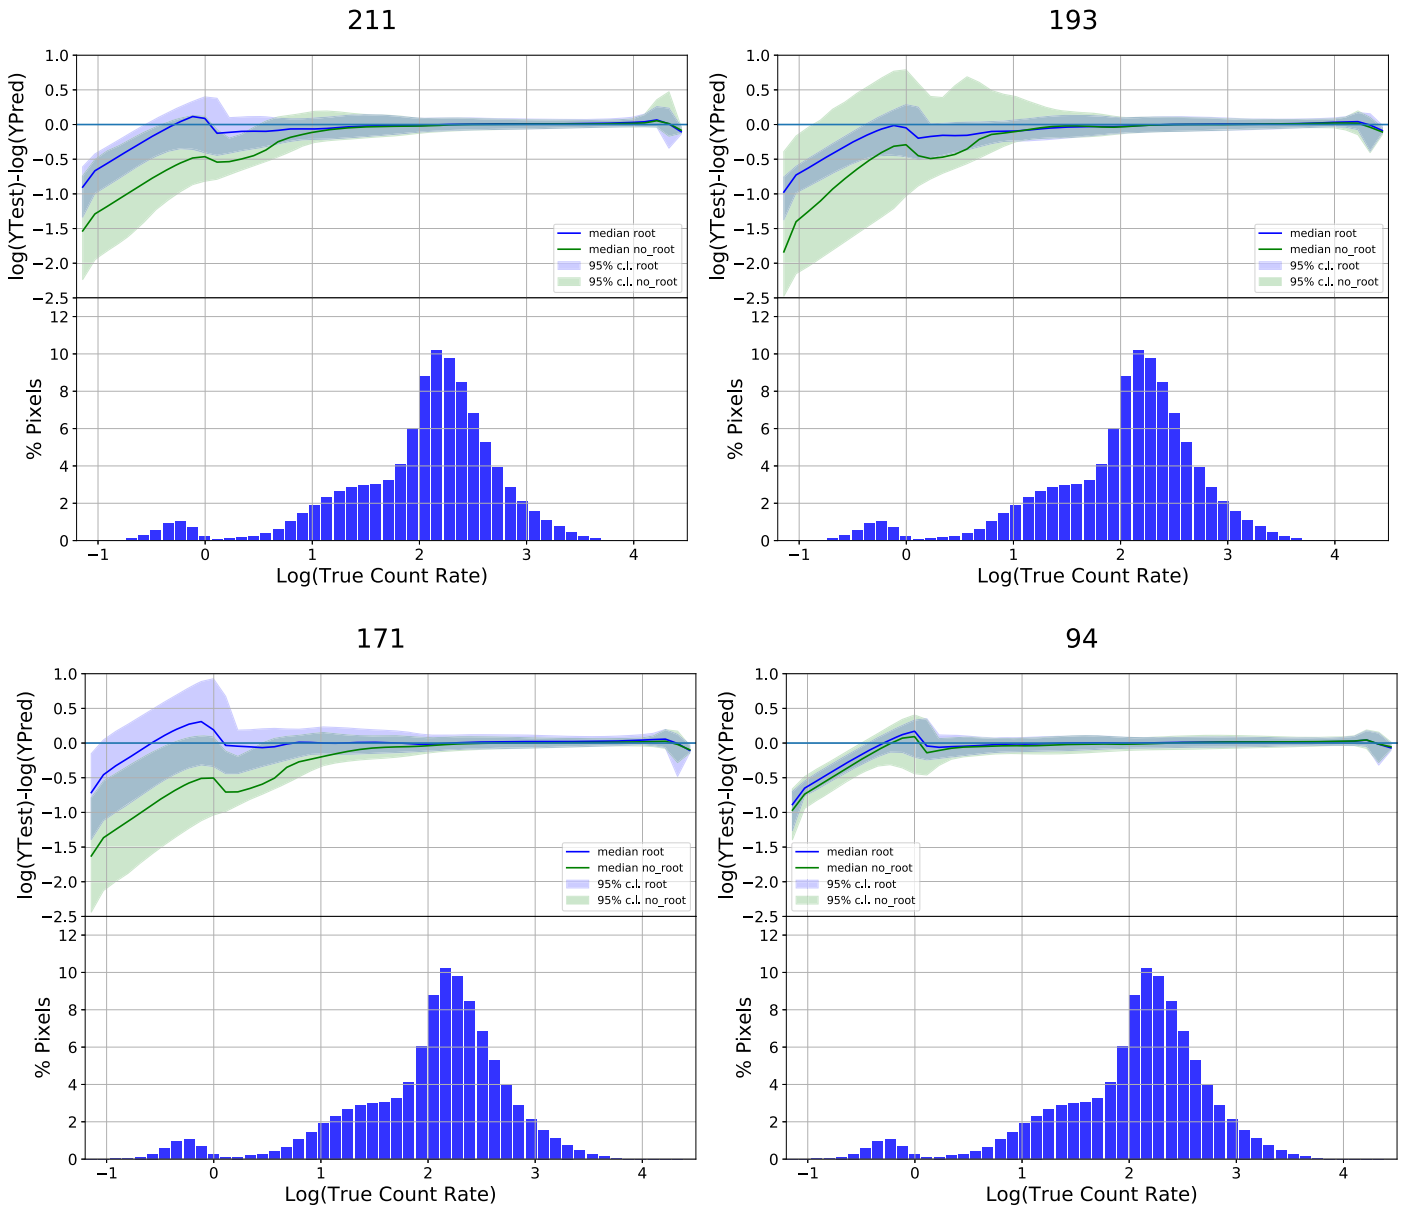 211
1.0
0.5
0.0
−0.5
−1.0
−1.5
−2.0
−2.5
log(YTest)-log(YPred)
median root
median no_root
95% c.l. root
95% c.l. no_root
12
10
8
6
4
2
0
% Pixels
−1 0 1 2 3 4
Log(True Count Rate)
193
1.0
0.5
0.0
−0.5
−1.0
−1.5
−2.0
−2.5
log(YTest)-log(YPred)
median root
median no_root
95% c.l. root
95% c.l. no_root
12
10
8
6
4
2
0
% Pixels
−1 0 1 2 3 4
Log(True Count Rate)
171
1.0
0.5
0.0
−0.5
−1.0
−1.5
−2.0
−2.5
log(YTest)-log(YPred)
median root
median no_root
95% c.l. root
95% c.l. no_root
12
10
8
6
4
2
0
% Pixels
−1 0 1 2 3 4
Log(True Count Rate)
94
1.0
0.5
0.0
−0.5
−1.0
−1.5
−2.0
−2.5
log(YTest)-log(YPred)
median root
median no_root
95% c.l. root
95% c.l. no_root
12
10
8
6
4
2
0
% Pixels
−1 0 1 2 3 4
Log(True Count Rate)